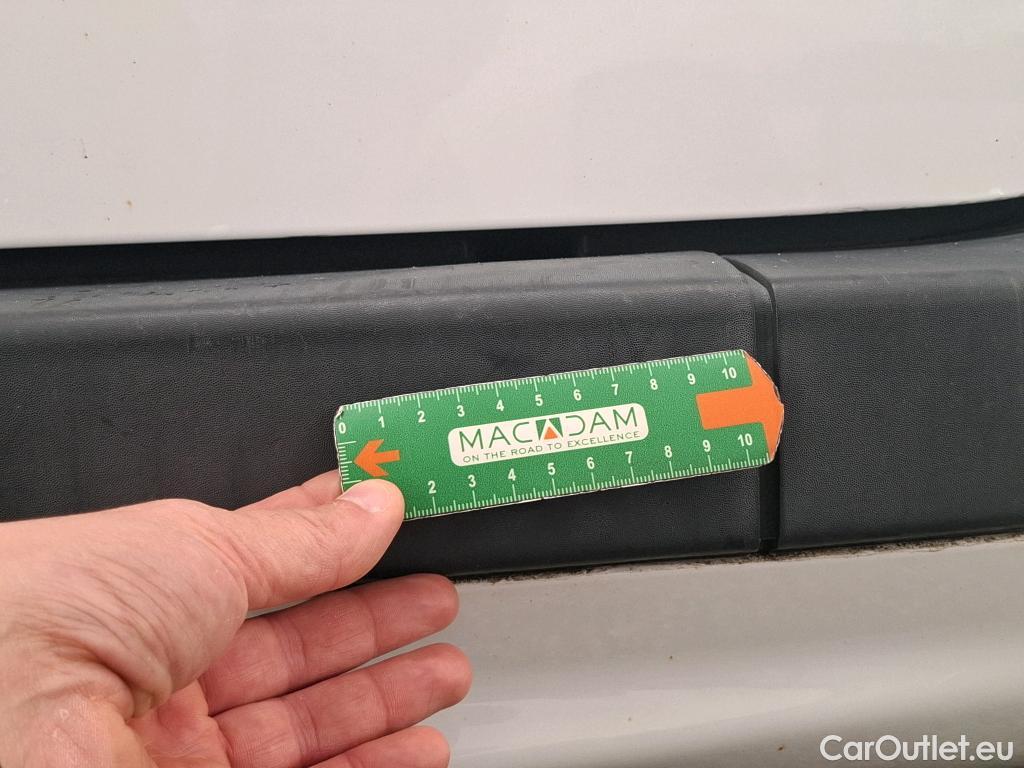 0 1 2 3 4 5 6 7 8 9 10
MACADAM
ON THE ROAD TO EXCELLENCE
2 3 4 5 6 7 8 9 10
CarOutlet.eu